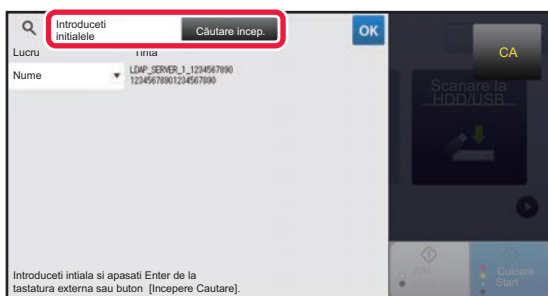 Introduceti
initialele
Căutare incep.
OK
CA
Lucru
Tinta
Nume
LDAP_SERVER_1_1234567890
12345678901234567890
Scanare la
HDD/USB
Introduceti intiala si apasati Enter de la
tastatura externa sau buton [Incepere Cautare].
Culoare
Start